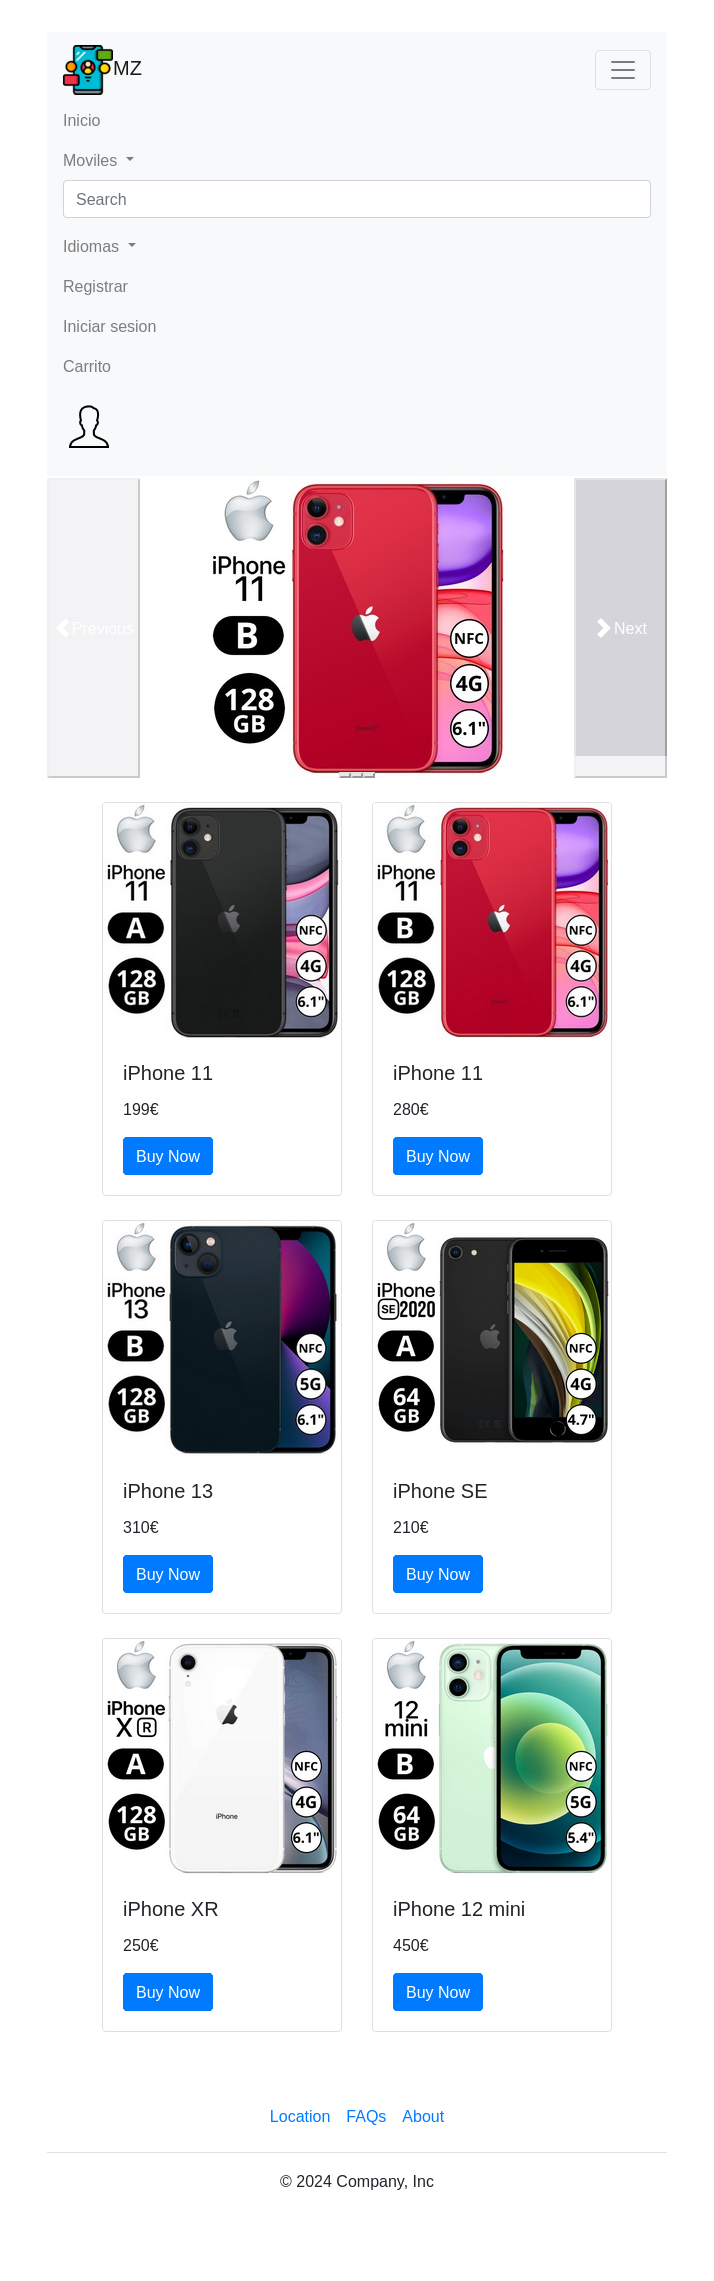 MZ
Inicio
Moviles
Search
Idiomas
Registrar
Iniciar sesion
Carrito
Previous
iPhone
11
B
128
GB
NFC
4G
6.1"
Next
iPhone
11
A
128
GB
NFC
4G
6.1"
iPhone 11
199€
Buy Now
iPhone
11
B
128
GB
NFC
4G
6.1"
iPhone 11
280€
Buy Now
iPhone
13
B
128
GB
NFC
5G
6.1"
iPhone 13
310€
Buy Now
iPhone
SE 2020
A
64
GB
NFC
4G
4.7"
iPhone SE
210€
Buy Now
iPhone
X R
A
128
GB
iPhone
NFC
4G
6.1"
iPhone XR
250€
Buy Now
12
mini
B
64
GB
NFC
5G
5.4"
iPhone 12 mini
450€
Buy Now
Location FAQs About
© 2024 Company, Inc